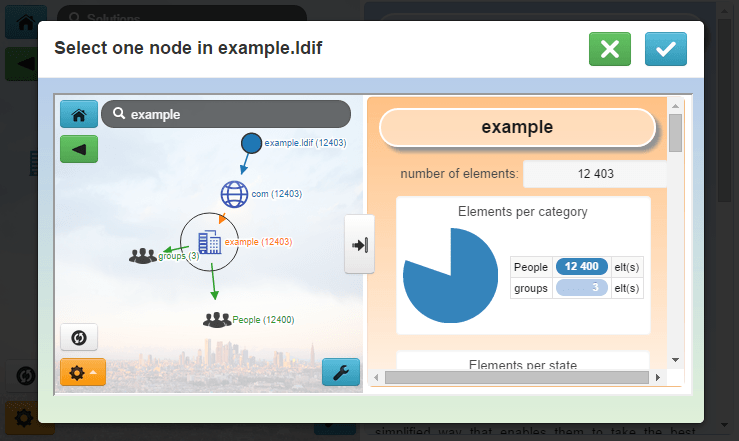 Solutions
Select one node in example.ldif
example
example.ldif (12403)
com (12403)
example (12403)
groups (3)
People (12400)
example
number of elements: 12 403
Elements per category
People 12 400 elt(s)
groups 3 elt(s)
Elements per state
simplified way that enables them to take the best